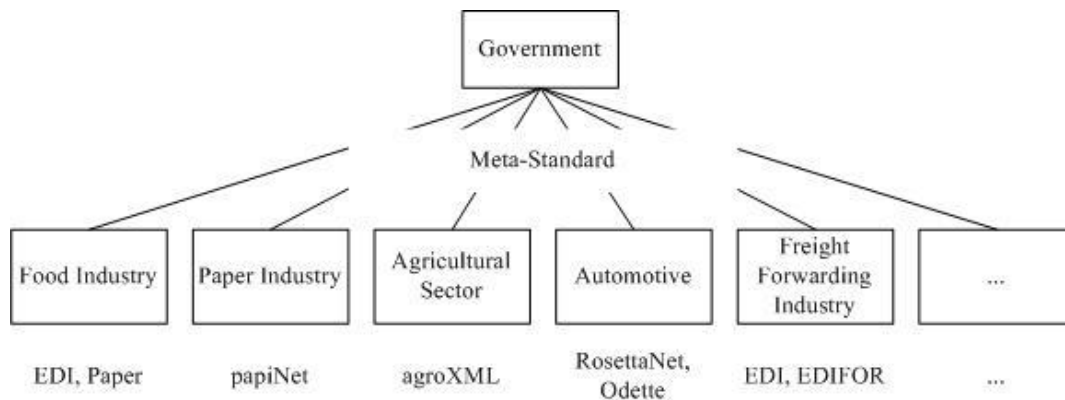 Government
Meta-Standard
Food Industry
Paper Industry
Agricultural
Sector
Automotive
Freight
Forwarding
Industry
...
EDI, Paper
papiNet
agroXML
RosettaNet,
Odette
EDI, EDIFOR
...